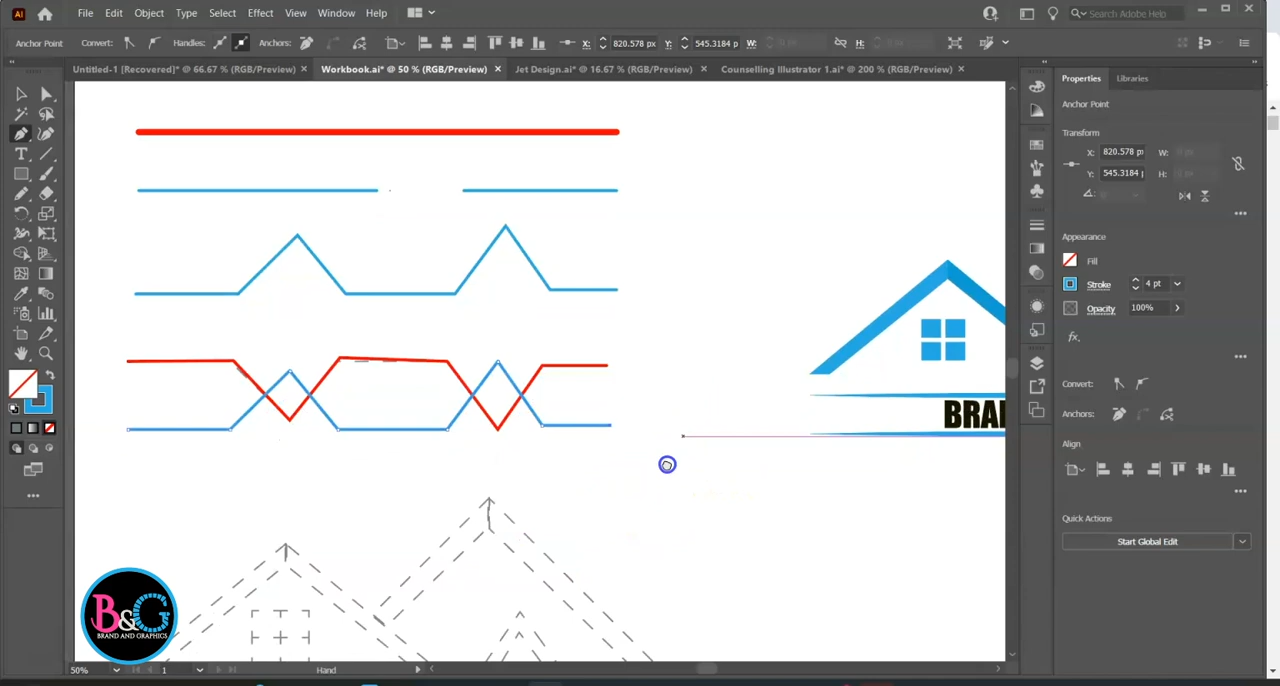 Ai File Edit Object Type Select Effect View Window Help Search Adobe Help
Anchor Point Convert: Handles: Anchors: X: 820.578 px Y: 545.3184 p W: H:
Untitled-1 [Recovered]* @ 66.67 % (RGB/Preview) × Workbook.ai* @ 50 % (RGB/Preview) × Jet Design.ai* @ 16.67 % (RGB/Preview) × Counselling Illustrator 1.ai* @ 200 % (RGB/Preview) ×
Properties Libraries
Anchor Point
Transform
X: 820.578 p W:
Y: 545.3184 H:
Appearance
Fill
Stroke 4 pt
Opacity 100%
fx
BRA
Convert:
Anchors:
Align
Quick Actions
Start Global Edit
B&G
BRAND AND GRAPHICS
50% 1 Hand